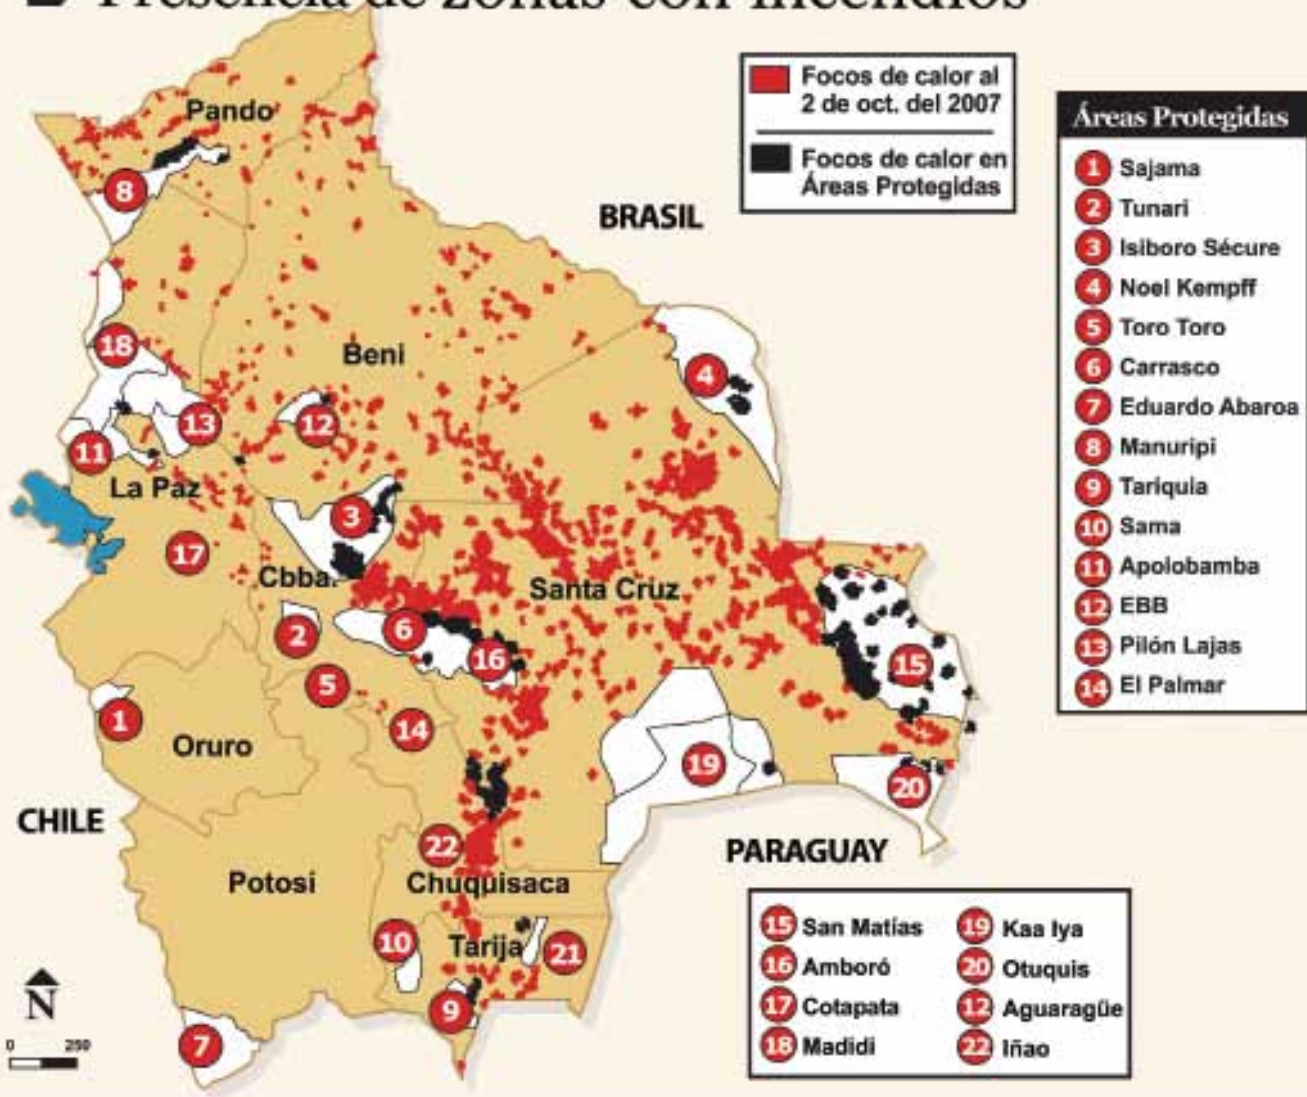 Presencia de zonas con incendios
Focos de calor al
2 de oct. del 2007
Focos de calor en
Áreas Protegidas
Áreas Protegidas
1 Sajama
2 Tunari
3 Isiboro Sécure
4 Noel Kempff
5 Toro Toro
6 Carrasco
7 Eduardo Abaroa
8 Manuripi
9 Tariquia
10 Sama
11 Apolobamba
12 EBB
13 Pilón Lajas
14 El Palmar
Pando
8
BRASIL
18
Beni
4
13
12
11
La Paz
3
17
Cbba.
Santa Cruz
2
6
16
15
5
1
14
Oruro
19
20
CHILE
22
PARAGUAY
Potosi
Chuquisaca
10
Tarija
21
9
7
N
0 250
15 San Matías
16 Amboró
17 Cotapata
18 Madidi
19 Kaa Iya
20 Otuquis
12 Aguaragüe
22 Iñao